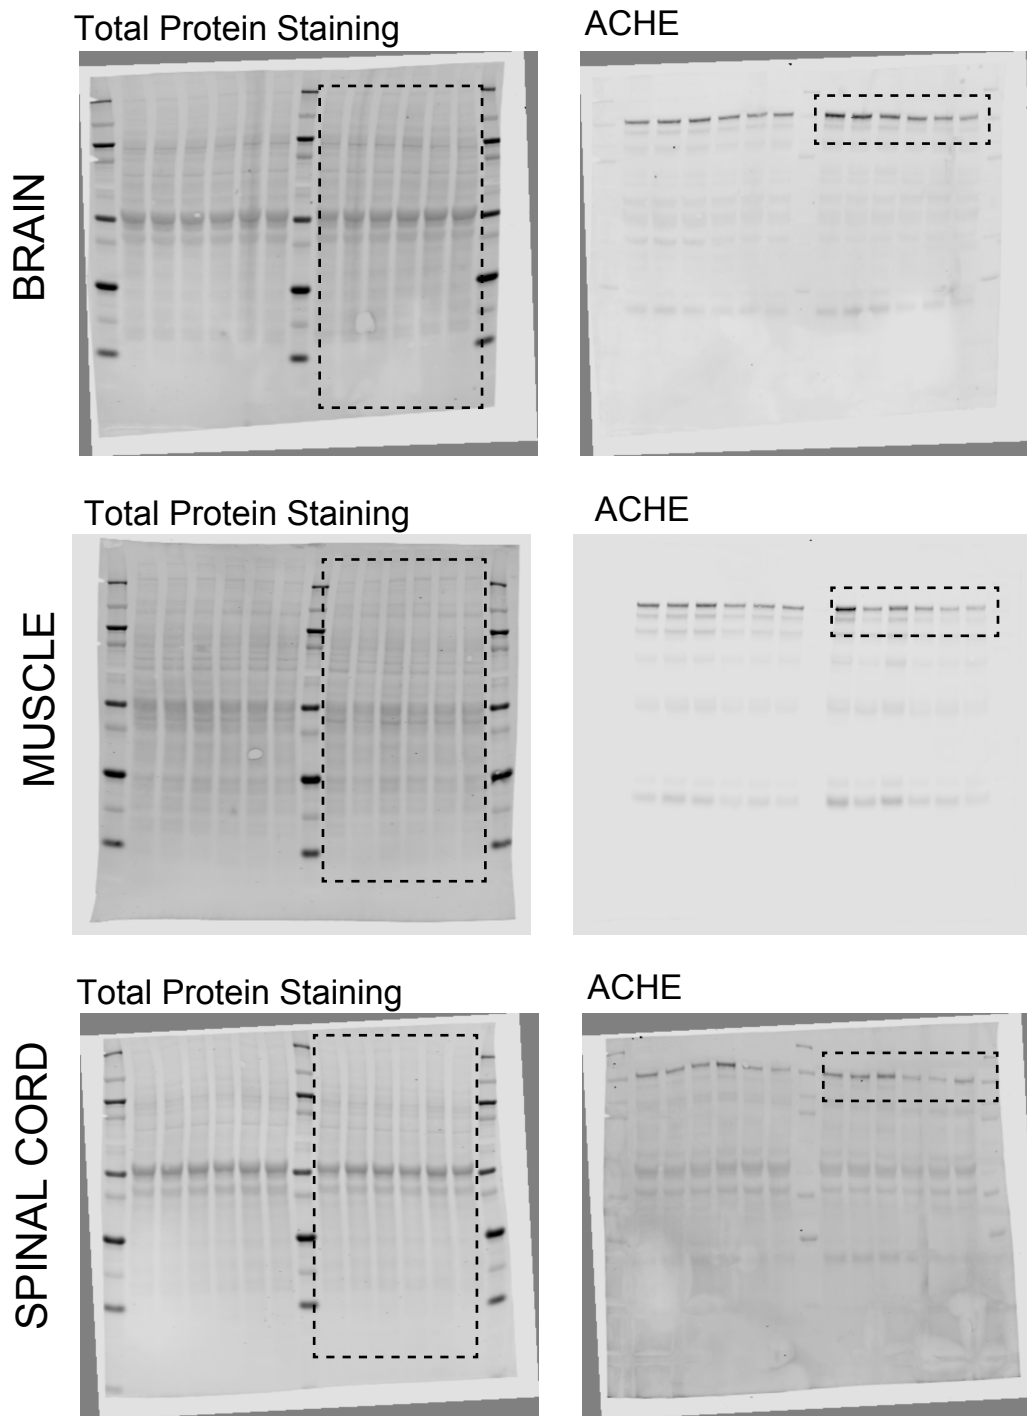 Total Protein Staining
ACHE
BRAIN
Total Protein Staining
ACHE
MUSCLE
Total Protein Staining
ACHE
SPINAL CORD